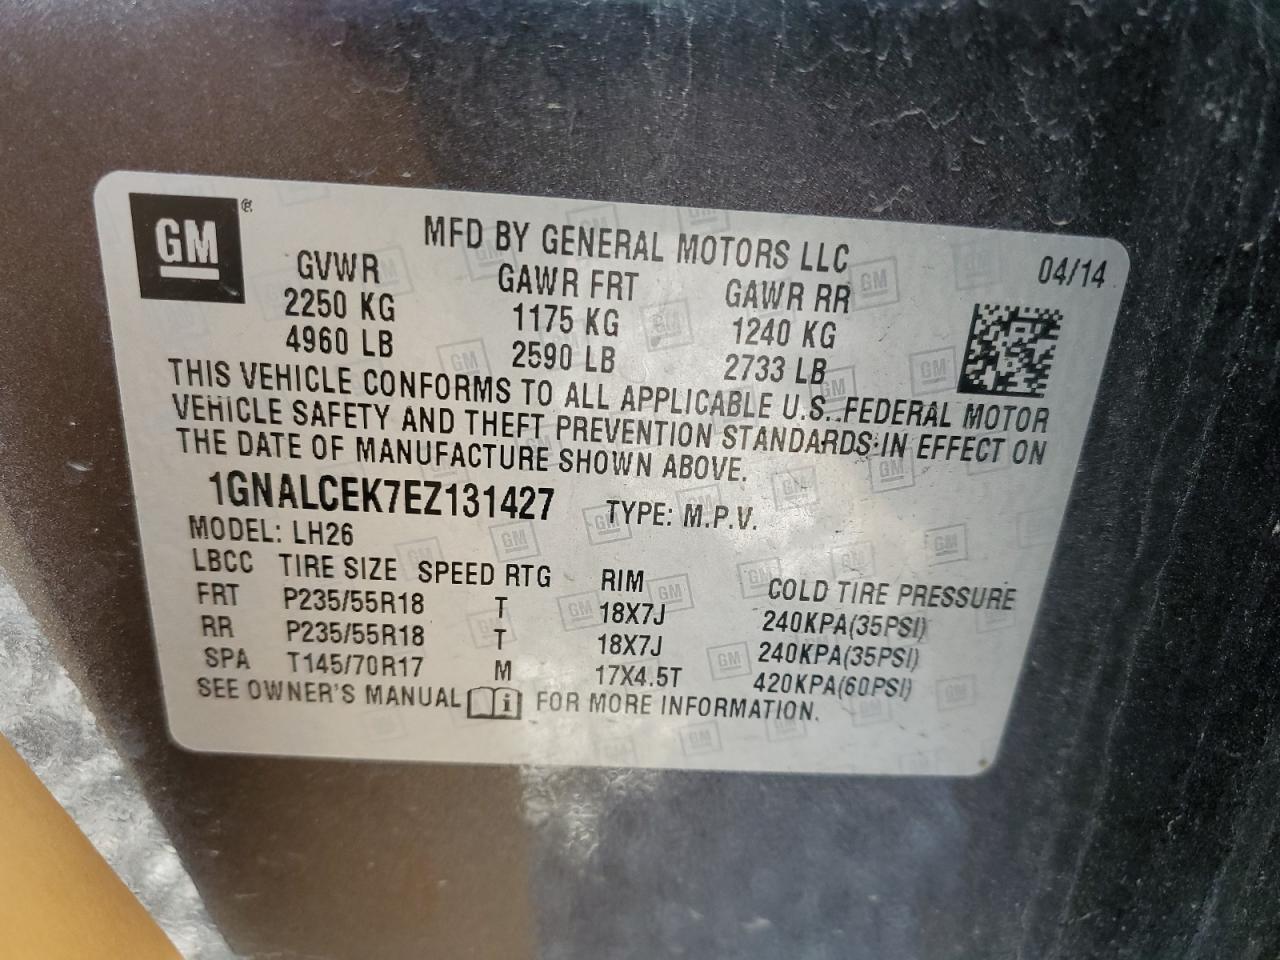 GM®
MFD BY GENERAL MOTORS LLC
04/14
GVWR GAWR FRT GAWR RR
2250 KG 1175 KG 1240 KG
4960 LB 2590 LB 2733 LB
THIS VEHICLE CONFORMS TO ALL APPLICABLE U.S. FEDERAL MOTOR
VEHICLE SAFETY AND THEFT PREVENTION STANDARDS IN EFFECT ON
THE DATE OF MANUFACTURE SHOWN ABOVE.
1GNALCEK7EZ131427 TYPE: M.P.V.
MODEL: LH26
LBCC TIRE SIZE SPEED RTG RIM COLD TIRE PRESSURE
FRT P235/55R18 T 18X7J 240KPA(35PSI)
RR P235/55R18 T 18X7J 240KPA(35PSI)
SPA T145/70R17 M 17X4.5T 420KPA(60PSI)
SEE OWNER'S MANUAL i FOR MORE INFORMATION.